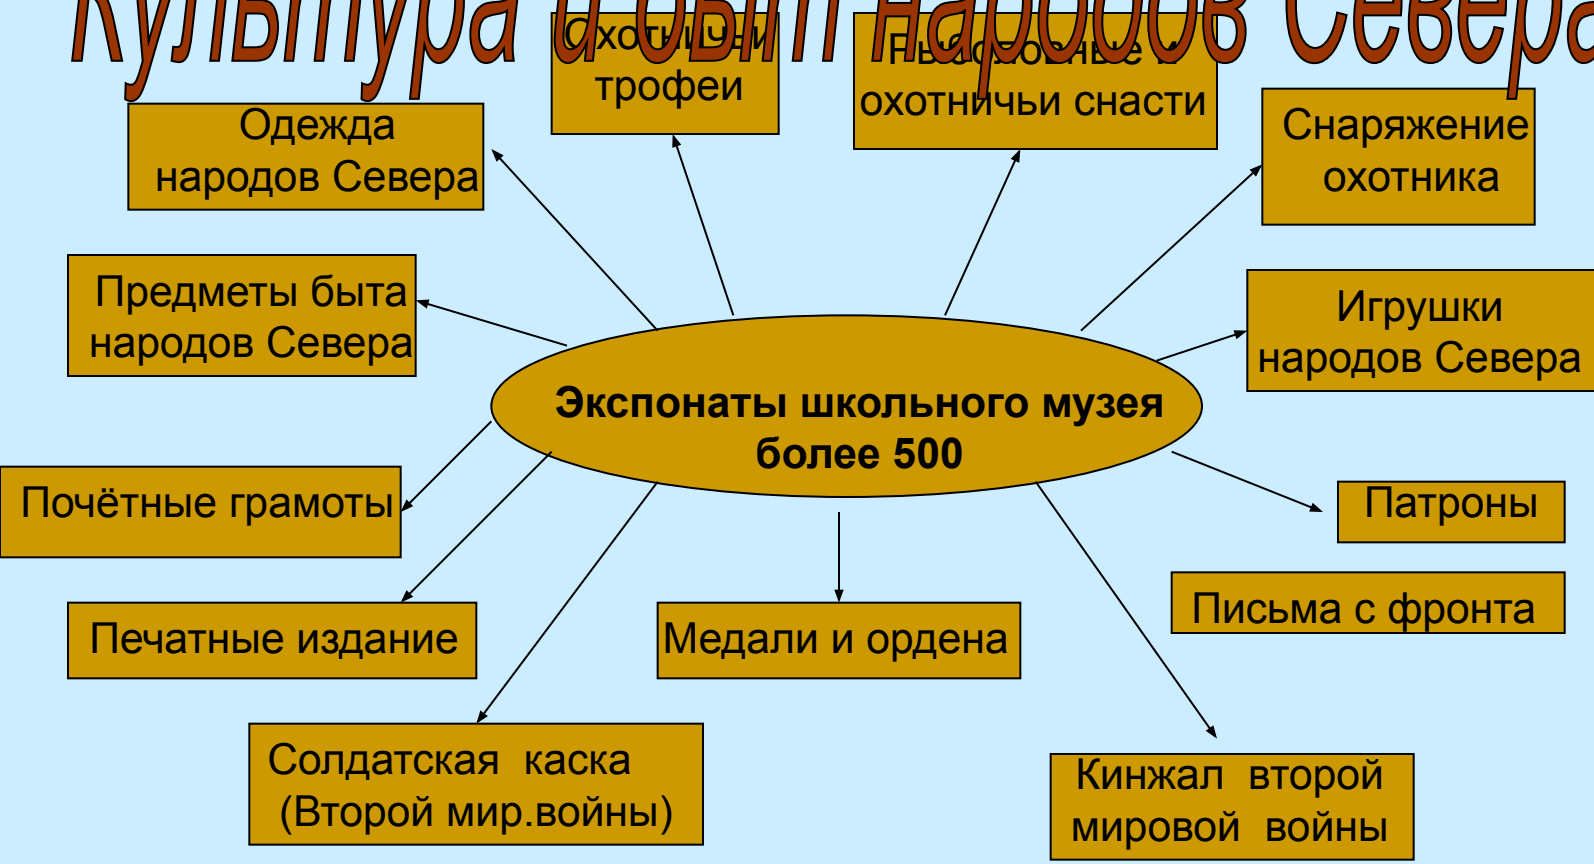 Культура и быт народов Севера
Охотничьи
трофеи
Рыболовные и
охотничьи снасти
Одежда
народов Севера
Снаряжение
охотника
Предметы быта
народов Севера
Игрушки
народов Севера
Экспонаты школьного музея
более 500
Почётные грамоты
Патроны
Письма с фронта
Печатные издание
Медали и ордена
Солдатская каска
(Второй мир.войны)
Кинжал второй
мировой войны